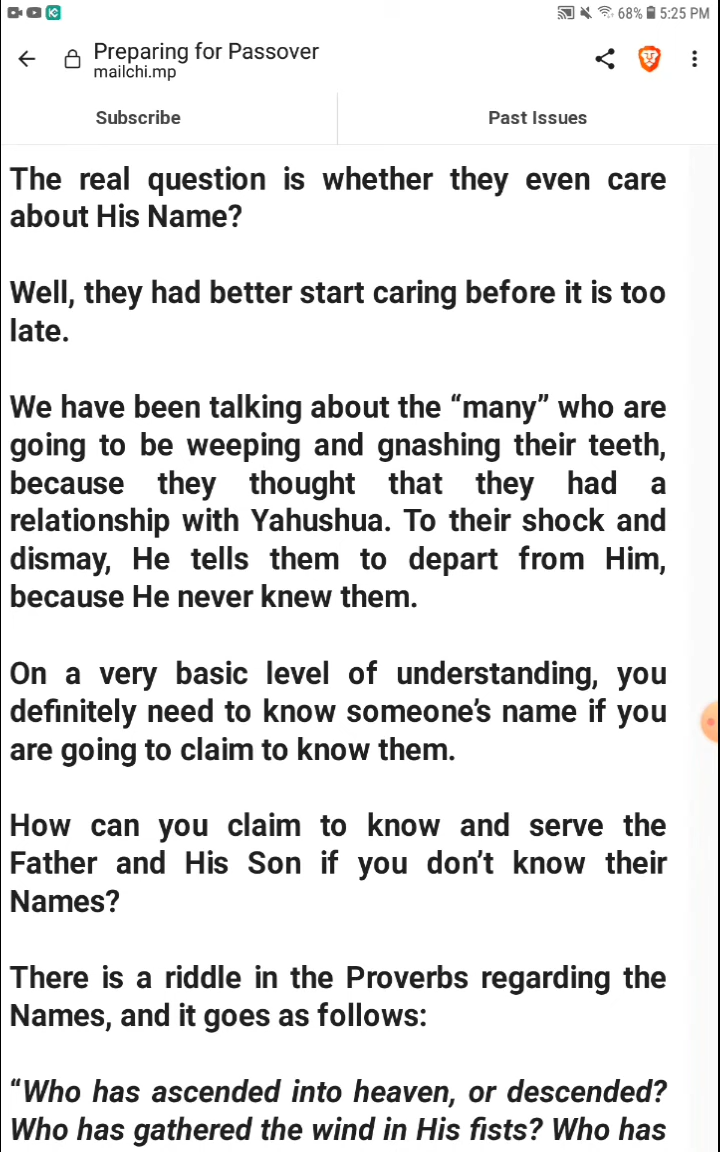 68% 5:25 PM
Preparing for Passover
mailchi.mp
Subscribe
Past Issues
The real question is whether they even care
about His Name?
Well, they had better start caring before it is too
late.
We have been talking about the “many” who are
going to be weeping and gnashing their teeth,
because they thought that they had a
relationship with Yahushua. To their shock and
dismay, He tells them to depart from Him,
because He never knew them.
On a very basic level of understanding, you
definitely need to know someone’s name if you
are going to claim to know them.
How can you claim to know and serve the
Father and His Son if you don’t know their
Names?
There is a riddle in the Proverbs regarding the
Names, and it goes as follows:
“Who has ascended into heaven, or descended?
Who has gathered the wind in His fists? Who has